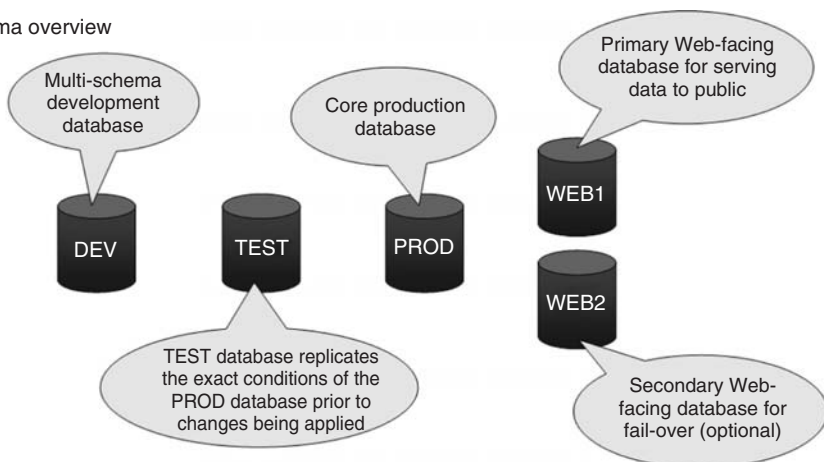 overview
Multi-schema
development
database
Core production
database
Primary Web-facing
database for serving
data to public
DEV
TEST
PROD
WEB1
WEB2
TEST database replicates
the exact conditions of the
PROD database prior to
changes being applied
Secondary Web-
facing database for
fail-over (optional)